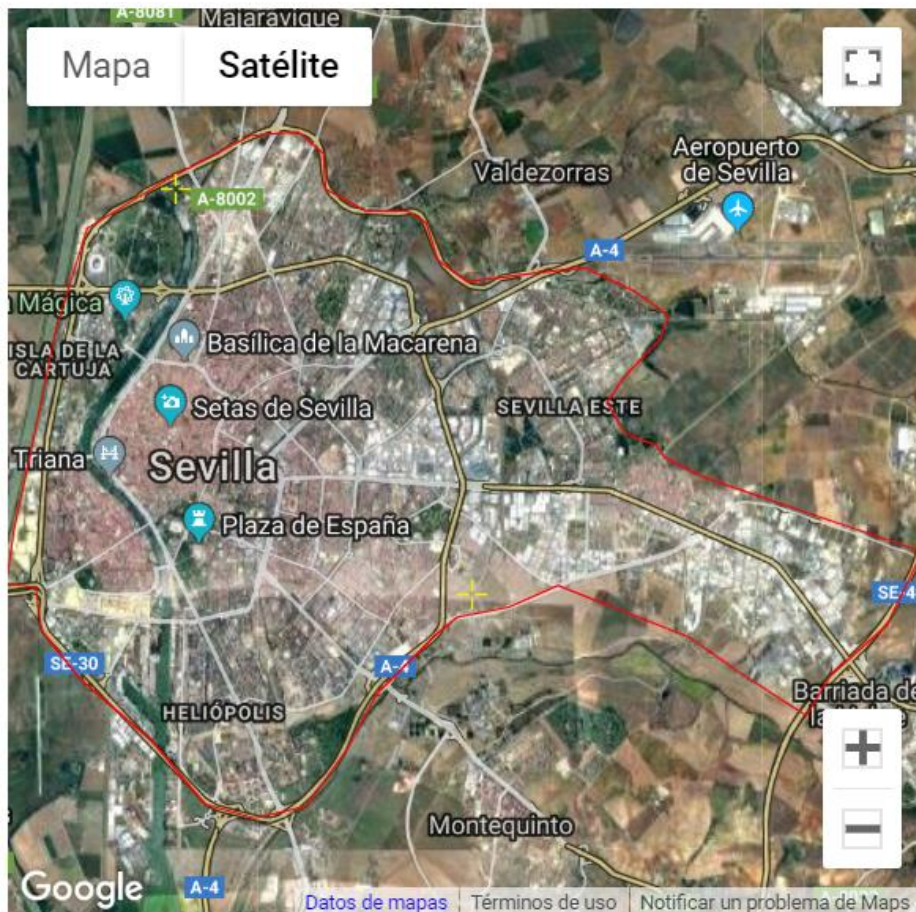 A-8081
Majaravique
Mapa
Satélite
Valdezorras
Aeropuerto
de Sevilla
A-8002
A-4
Mágica
Basílica de la Macarena
ISLA DE LA
CARTUJA
Setas de Sevilla
SEVILLA ESTE
Triana
Sevilla
Plaza de España
SE-4
SE-30
A-4
HELIÓPOLIS
Barriada de
Montequinto
A-4
Google
Datos de mapas
Términos de uso
Notificar un problema de Maps